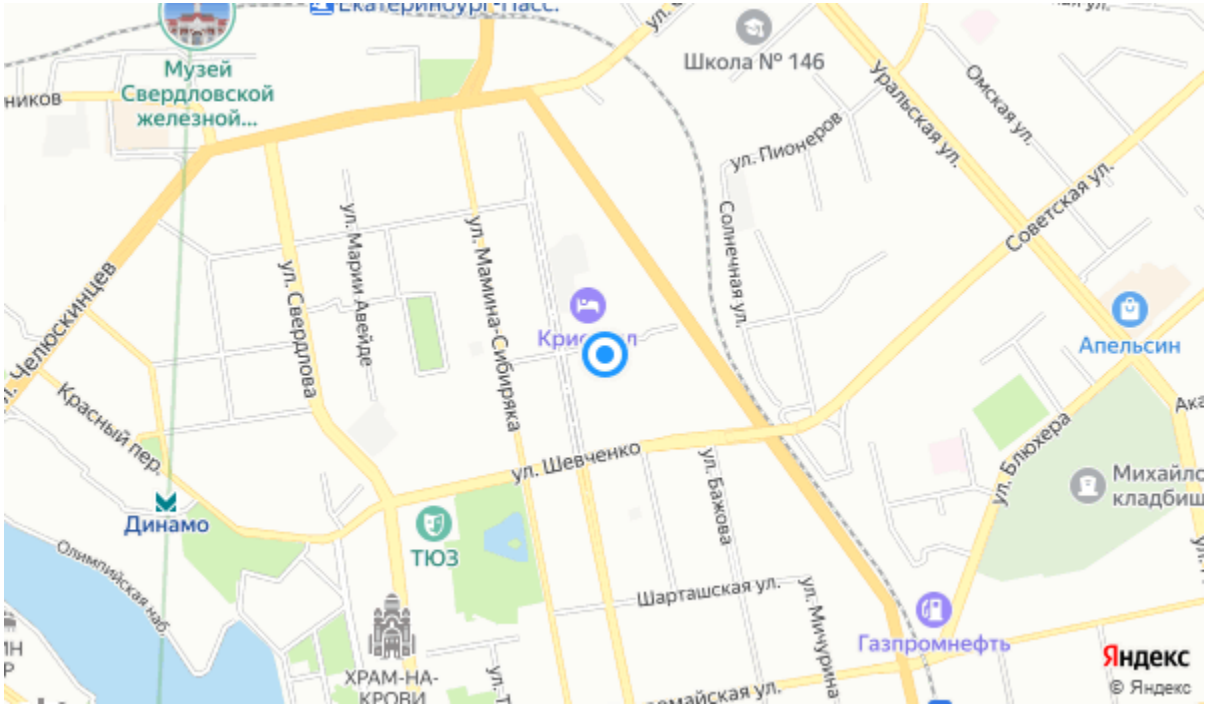 Екатеринбург-Пасс.
Музей
Свердловской
железной...
Школа № 146
ул. Пионеров
Уральская ул.
Омская ул.
Советская ул.
Солнечная ул.
ул. Марии Авейде
ул. Мамина-Сибиряка
ул. Свердлова
Челюскинцев
Красный пер.
Апельсин
ул. Шевченко
ул. Бажова
ул. Блюхера
Динамо
Олимпийская наб.
ТЮЗ
Шарташская ул.
ул. Мичурина
Газпромнефть
ХРАМ-НА-
КРОВИ
Яндекс
© Яндекс